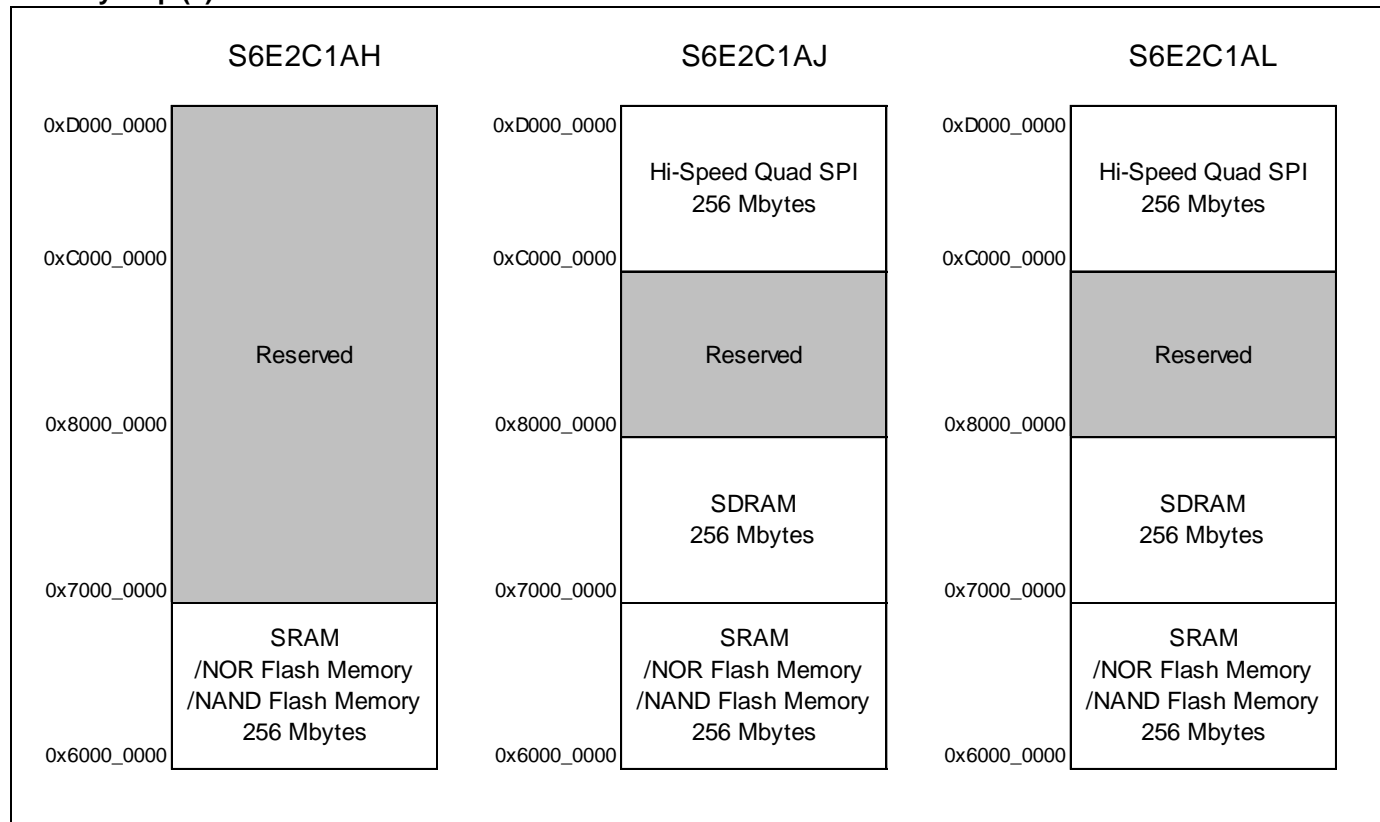 S6E2C1AH
0xD000_0000
0xC000_0000
Reserved
0x8000_0000
0x7000_0000
SRAM
/NOR Flash Memory
/NAND Flash Memory
256 Mbytes
0x6000_0000
S6E2C1AJ
0xD000_0000
Hi-Speed Quad SPI
256 Mbytes
0xC000_0000
Reserved
0x8000_0000
SDRAM
256 Mbytes
0x7000_0000
SRAM
/NOR Flash Memory
/NAND Flash Memory
256 Mbytes
0x6000_0000
S6E2C1AL
0xD000_0000
Hi-Speed Quad SPI
256 Mbytes
0xC000_0000
Reserved
0x8000_0000
SDRAM
256 Mbytes
0x7000_0000
SRAM
/NOR Flash Memory
/NAND Flash Memory
256 Mbytes
0x6000_0000